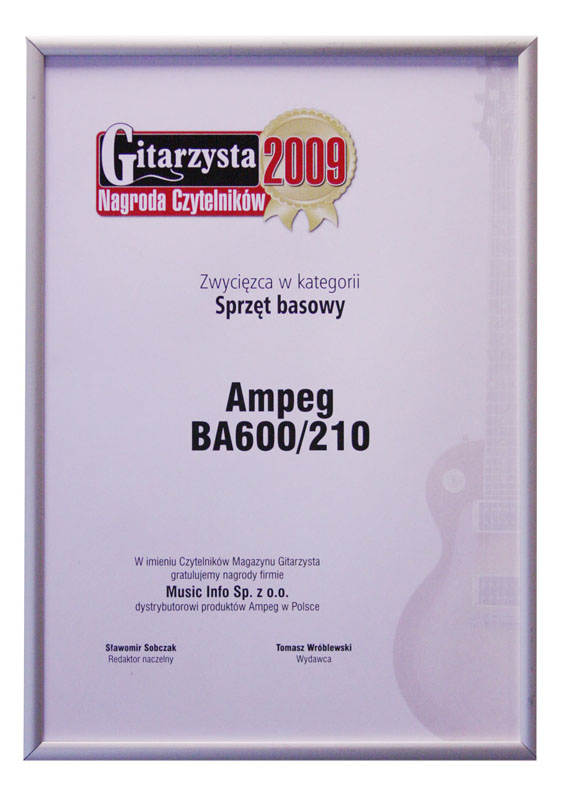 Gitarzysta
2009
Nagroda Czytelników
Zwycięzca w kategorii
Sprzęt basowy
Ampeg
BA600/210
W imieniu Czytelników Magazynu Gitarzysta
gratulujemy nagrody firmie
Music Info Sp. z o.o.
dystrybutorowi produktów Ampeg w Polsce
Sławomir Sobczak
Redaktor naczelny
Tomasz Wróblewski
Wydawca